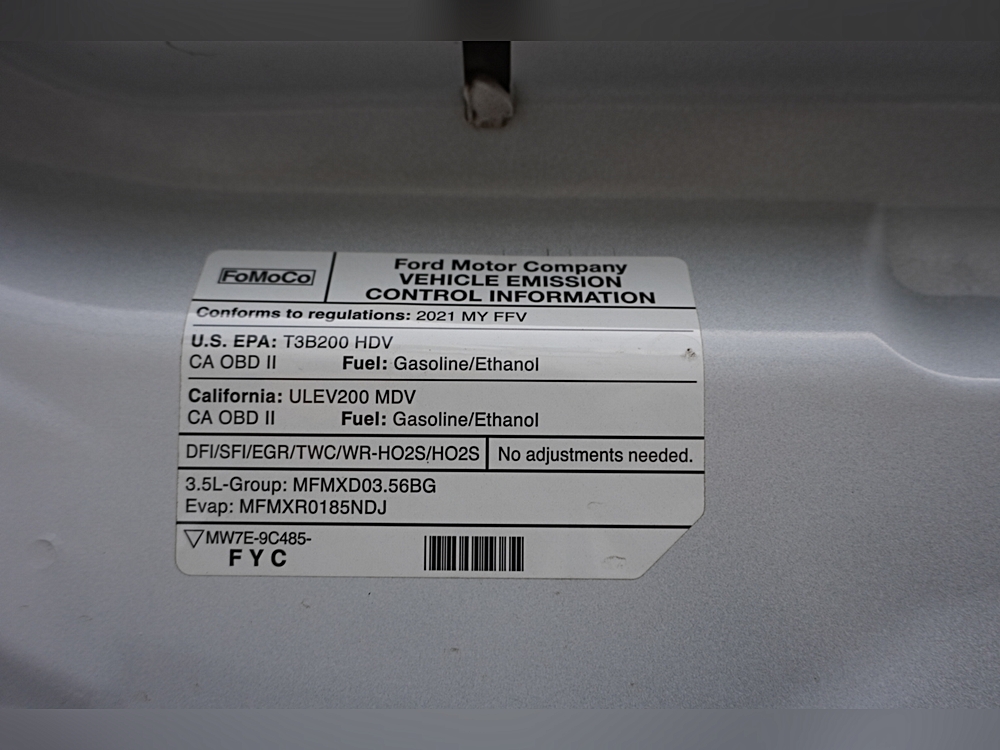 FoMoCo
Ford Motor Company
VEHICLE EMISSION
CONTROL INFORMATION
Conforms to regulations: 2021 MY FFV
U.S. EPA: T3B200 HDV
CA OBD II Fuel: Gasoline/Ethanol
California: ULEV200 MDV
CA OBD II Fuel: Gasoline/Ethanol
DFI/SFI/EGR/TWC/WR-HO2S/HO2S No adjustments needed.
3.5L-Group: MFMXD03.56BG
Evap: MFMXR0185NDJ
MW7E-9C485-
FYC